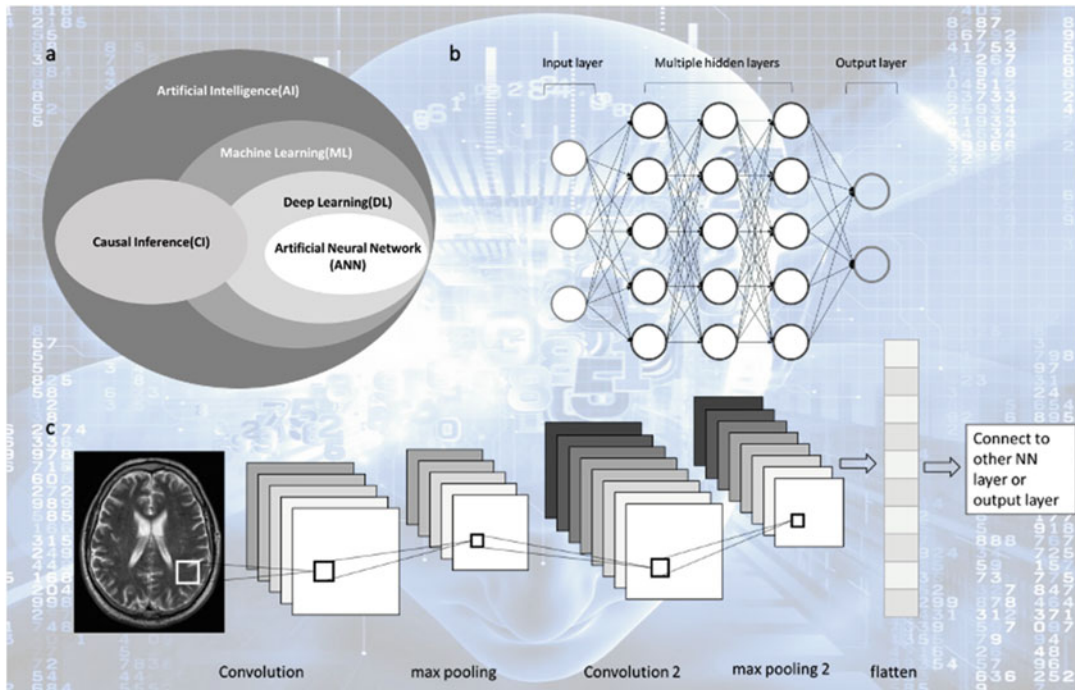 a
Artificial Intelligence(AI)
Machine Learning(ML)
Deep Learning(DL)
Causal Inference(CI)
Artificial Neural Network
(ANN)
b
Input layer
Multiple hidden layers
Output layer
c
Connect to
other NN
layer or
output layer
Convolution
max pooling
Convolution 2
max pooling 2
flatten